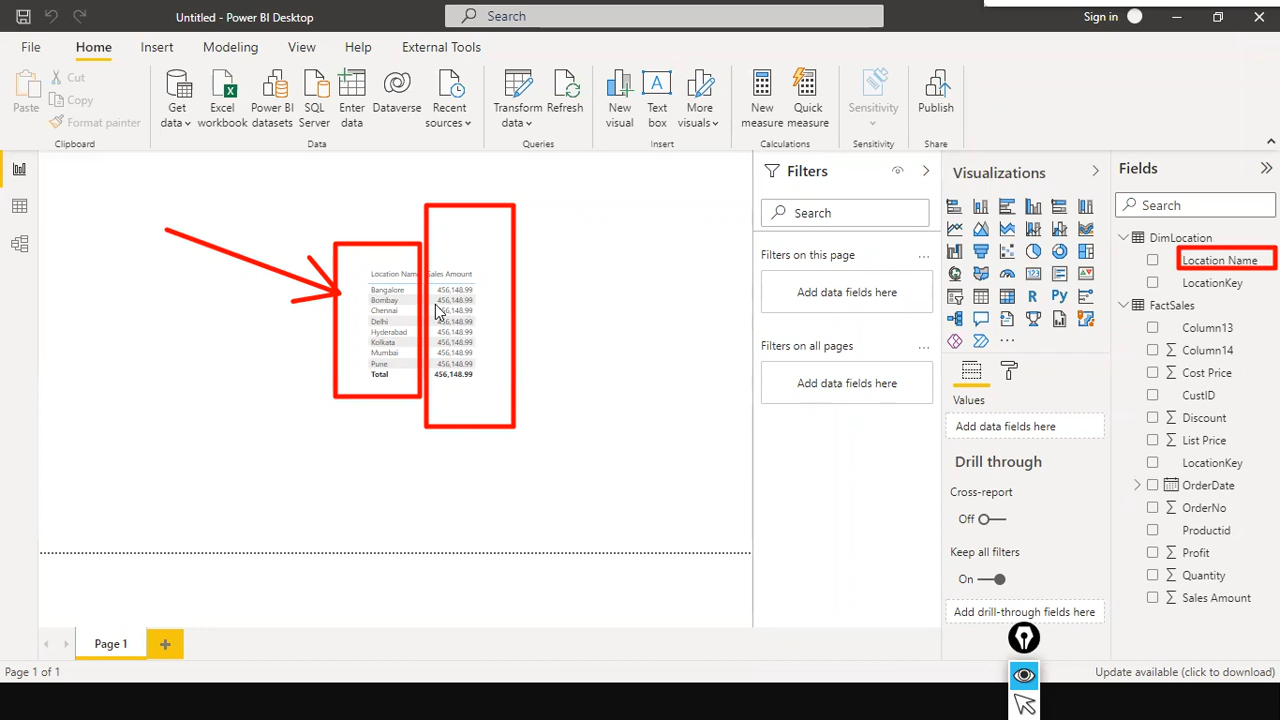 Untitled - Power BI Desktop
Search
Sign in
File Home Insert Modeling View Help External Tools
Paste
Cut
Copy
Format painter
Get data
Excel workbook
Power BI datasets
SQL Server
Enter data
Dataverse
Recent sources
Transform data
Refresh
New visual
Text box
More visuals
New measure
Quick measure
Sensitivity
Publish
Clipboard Data Queries Insert Calculations Sensitivity Share
Location Name Sales Amount
Bangalore 456,148.99
Bombay 456,148.99
Chennai 456,148.99
Delhi 456,148.99
Hyderabad 456,148.99
Kolkata 456,148.99
Mumbai 456,148.99
Pune 456,148.99
Total 456,148.99
Filters
Search
Filters on this page
...
Add data fields here
Filters on all pages
...
Add data fields here
Visualizations
123
R Py
...
Values
Add data fields here
Drill through
Cross-report
Off
Keep all filters
On
Add drill-through fields here
Fields
Search
DimLocation
Location Name
LocationKey
FactSales
Column13
Column14
Cost Price
CustID
Discount
List Price
LocationKey
OrderDate
OrderNo
Productid
Profit
Quantity
Sales Amount
Page 1
Page 1 of 1
Update available (click to download)